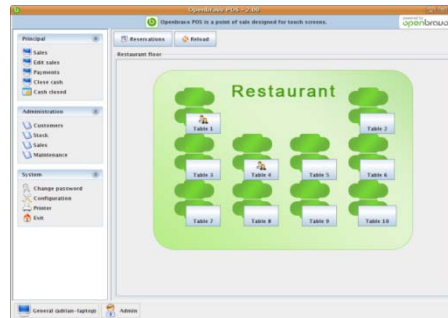 Openbravo POS - 2.00
Openbravo POS is a point of sale designed for touch screens.
openbravo
Principal
Sales
Edit sales
Payments
Close cash
Cash closed
Administration
Customers
Stock
Sales
Maintenance
System
Change password
Configuration
Printer
Exit
Reservations
Reload
Restaurant floor
Restaurant
Table 1
Table 2
Table 3
Table 4
Table 5
Table 6
Table 7
Table 8
Table 9
Table 10
General (julian-laptop)
Admin